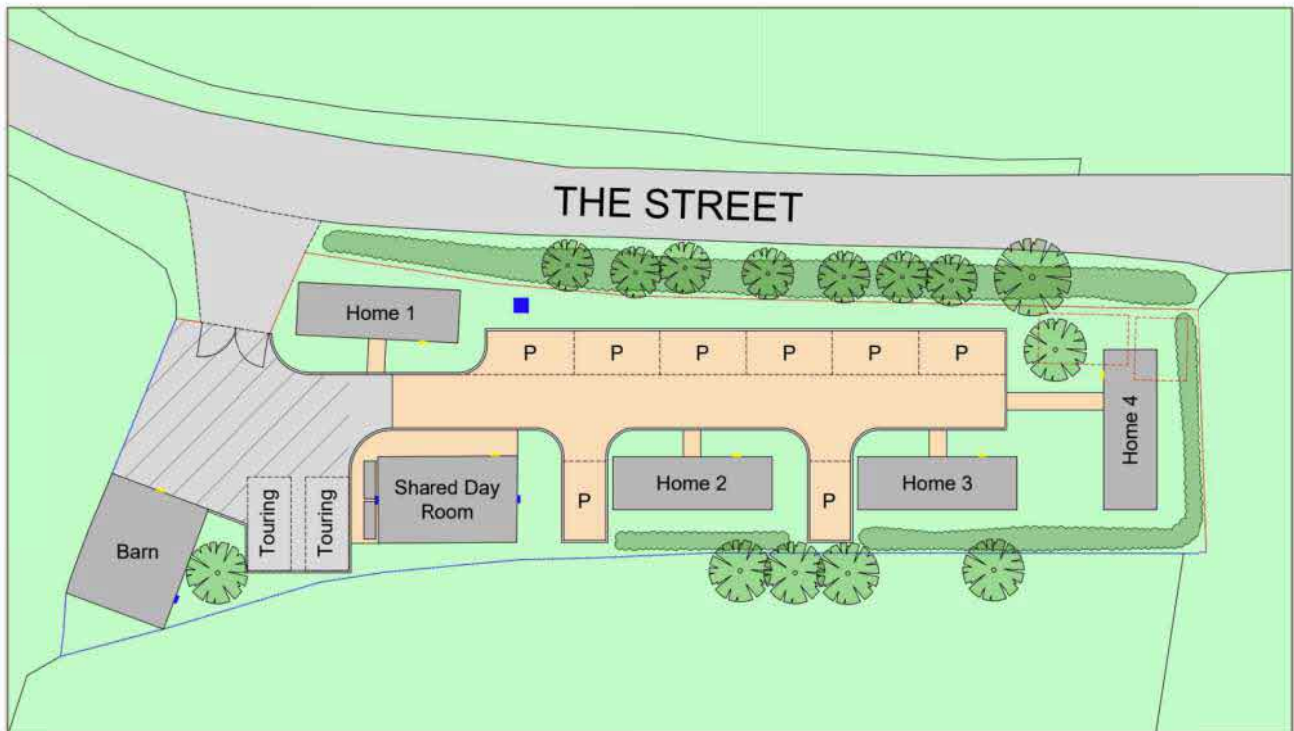 THE STREET
Home 1
P
P
P
P
P
P
Home 4
Shared Day
Room
Home 2
Home 3
Touring
Touring
P
P
Barn